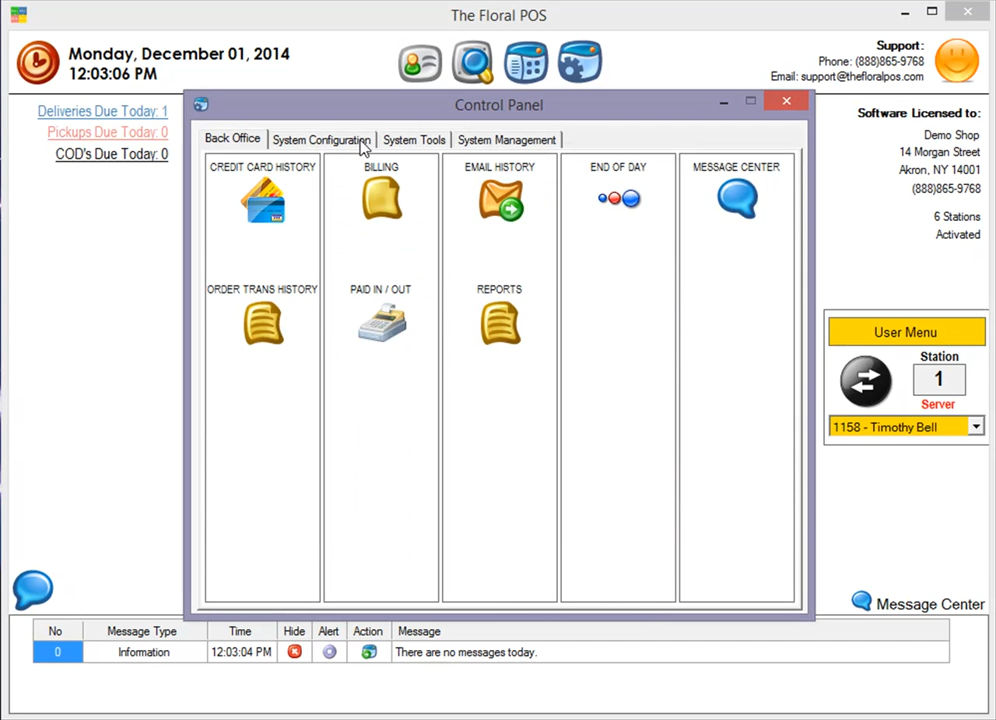 The Floral POS
Monday, December 01, 2014
12:03:06 PM
Support:
Phone: (888)865-9768
Email: support@thefloralpos.com
Deliveries Due Today: 1
Pickups Due Today: 0
COD's Due Today: 0
Control Panel
Back Office
System Configuration
System Tools
System Management
CREDIT CARD HISTORY
BILLING
EMAIL HISTORY
END OF DAY
MESSAGE CENTER
ORDER TRANS HISTORY
PAID IN / OUT
REPORTS
Software Licensed to:
Demo Shop
14 Morgan Street
Akron, NY 14001
(888)865-9768
6 Stations
Activated
User Menu
Station
1
Server
1158 - Timothy Bell
Message Center
No Message Type Time Hide Alert Action Message
0 Information 12:03:04 PM There are no messages today.